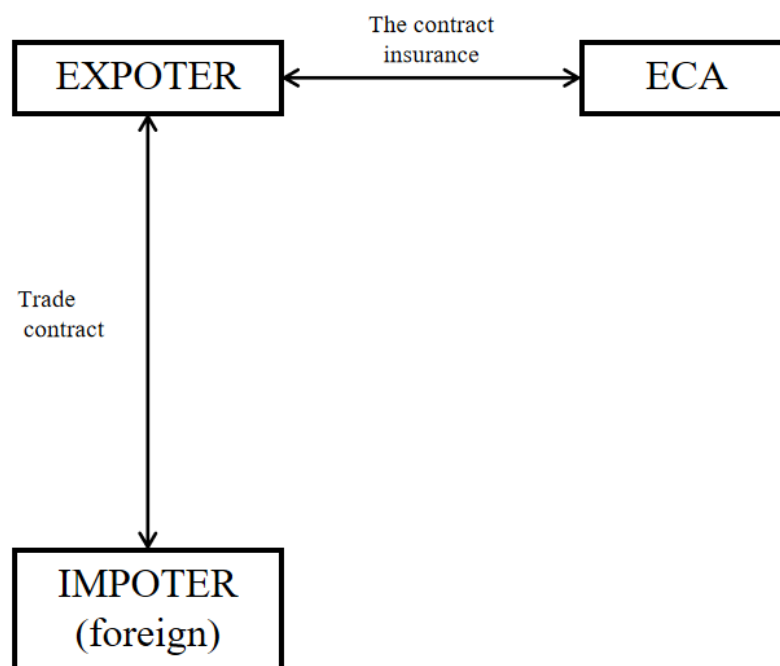 The contract
insurance
EXPOTER
ECA
Trade
contract
IMPOTER
(foreign)